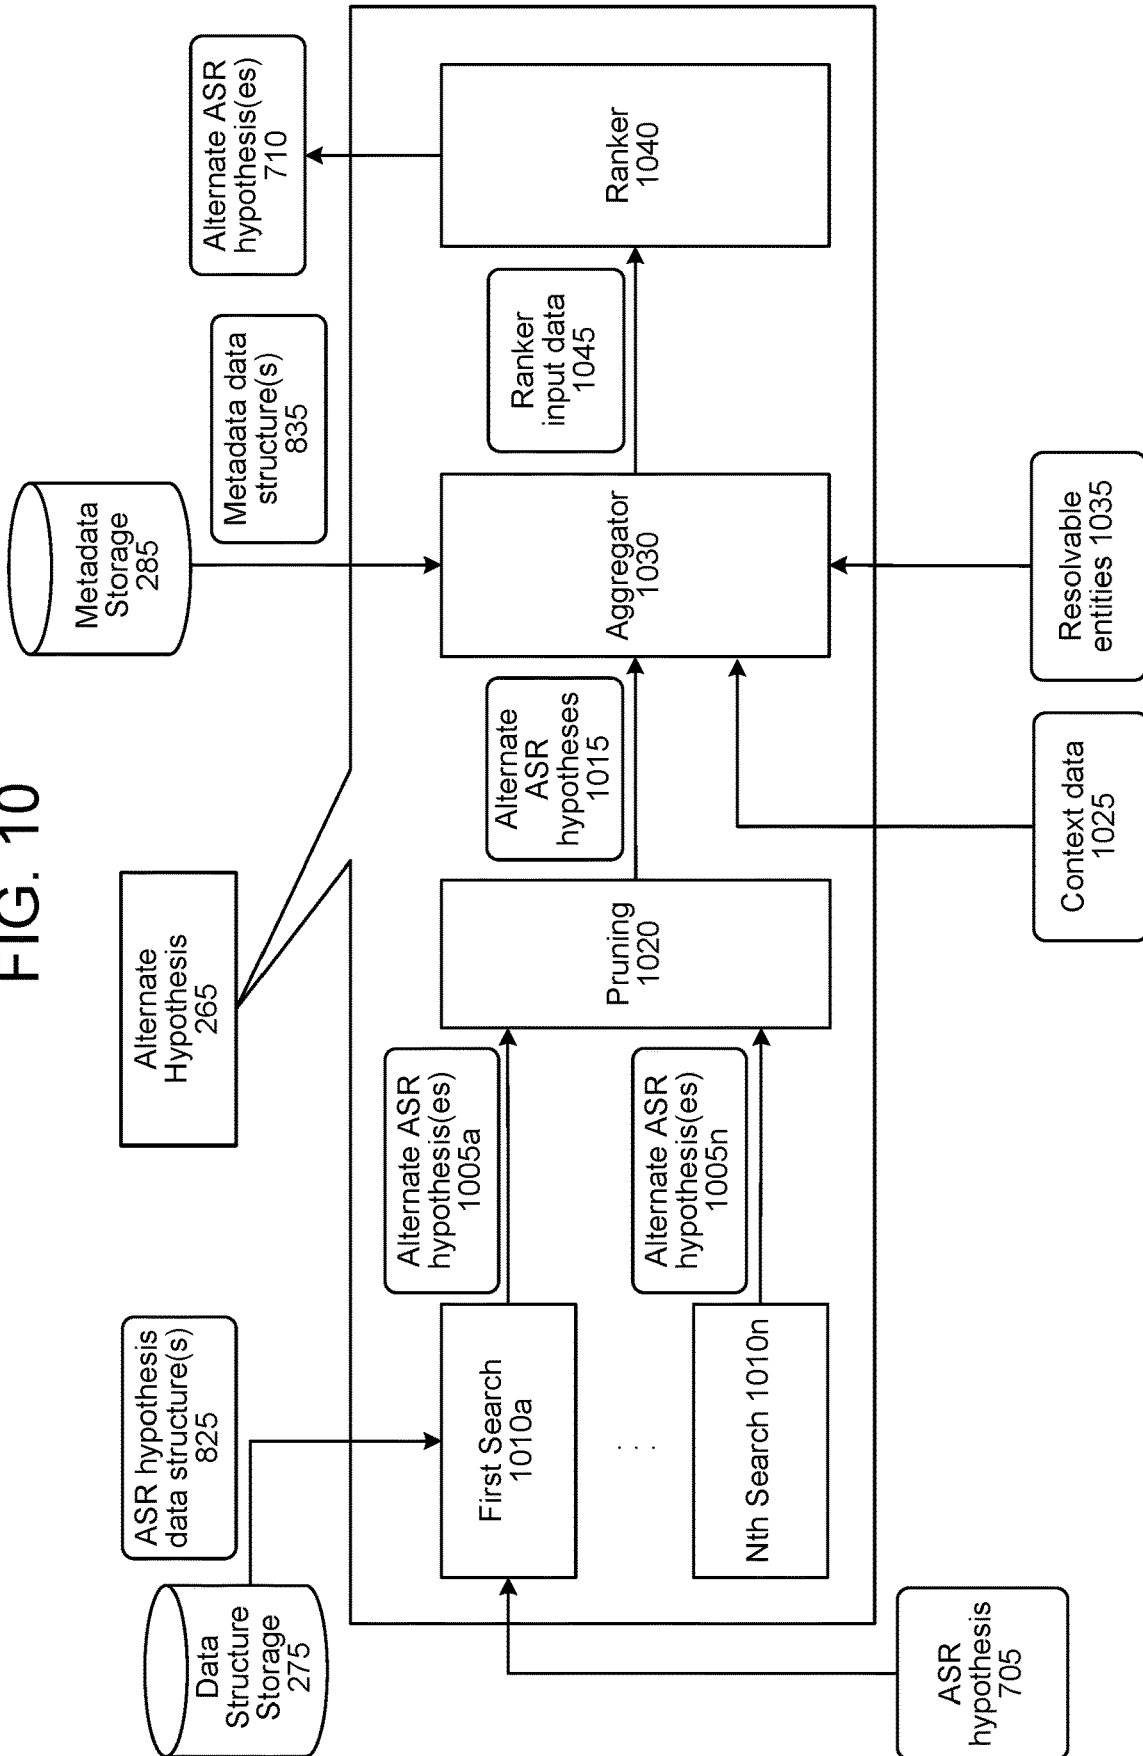 FIG. 10
Data
Structure
Storage
275
ASR hypothesis
data structure(s)
825
Alternate
Hypothesis
265
Metadata
Storage
285
Metadata data
structure(s)
835
Alternate ASR
hypothesis(es)
710
First Search
1010a
. . .
Nth Search 1010n
Alternate ASR
hypothesis(es)
1005a
Alternate ASR
hypothesis(es)
1005n
Pruning
1020
Alternate
ASR
hypotheses
1015
Aggregator
1030
Ranker
input data
1045
Ranker
1040
ASR
hypothesis
705
Context data
1025
Resolvable
entities 1035